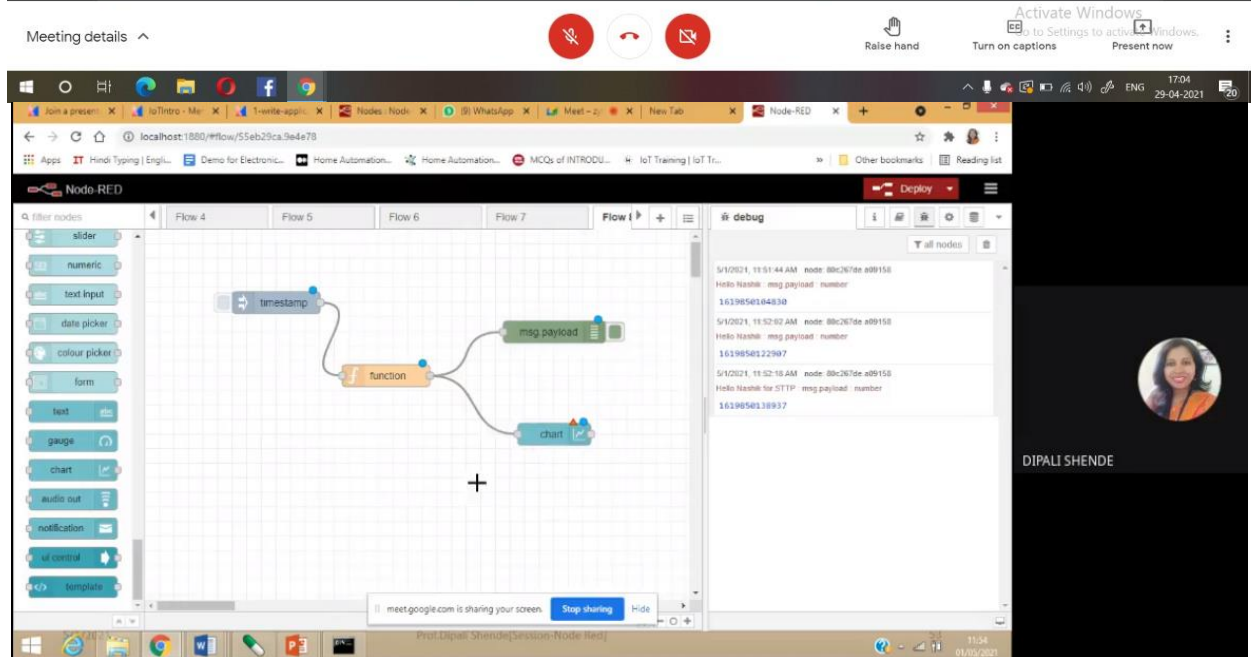 Activate Windows
Go to Settings to activate Windows.
Meeting details
Raise hand
Turn on captions
Present now
ENG
17:04
29-04-2021
20
Join a present
IoTIntro - Mer
1-write-applic
Nodes : Node
(9) WhatsApp
Meet – zy
New Tab
Node-RED
localhost:1880/#flow/55eb29ca.9e4e78
Apps
Hindi Typing | Engli...
Demo for Electronic...
Home Automation...
Home Automation...
MCQs of INTRODU...
IoT Training | IoT Tr...
Other bookmarks
Reading list
Node-RED
Deploy
filter nodes
Flow 4
Flow 5
Flow 6
Flow 7
Flow 8
debug
all nodes
slider
numeric
text input
date picker
colour picker
form
text
gauge
chart
audio out
notification
ui control
template
timestamp
function
msg.payload
chart
5/1/2021, 11:51:44 AM node: 80c267de.a09158
Hello Nashik : msg.payload : number
1619850104830
5/1/2021, 11:52:02 AM node: 80c267de.a09158
Hello Nashik : msg.payload : number
1619850122907
5/1/2021, 11:52:18 AM node: 80c267de.a09158
Hello Nashik for STTP : msg.payload : number
1619850138937
DIPALI SHENDE
meet.google.com is sharing your screen.
Stop sharing
Hide
Prof.Dipali Shende[Session-Node Red]
53
11:54
01/05/2021